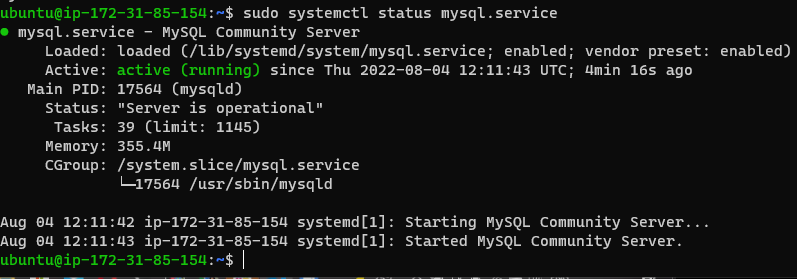 ubuntu@ip-172-31-85-154:~$ sudo systemctl status mysql.service
● mysql.service - MySQL Community Server
     Loaded: loaded (/lib/systemd/system/mysql.service; enabled; vendor preset: enabled)
     Active: active (running) since Thu 2022-08-04 12:11:43 UTC; 4min 16s ago
   Main PID: 17564 (mysqld)
     Status: "Server is operational"
      Tasks: 39 (limit: 1145)
     Memory: 355.4M
     CGroup: /system.slice/mysql.service
             └─17564 /usr/sbin/mysqld

Aug 04 12:11:42 ip-172-31-85-154 systemd[1]: Starting MySQL Community Server...
Aug 04 12:11:43 ip-172-31-85-154 systemd[1]: Started MySQL Community Server.
ubuntu@ip-172-31-85-154:~$